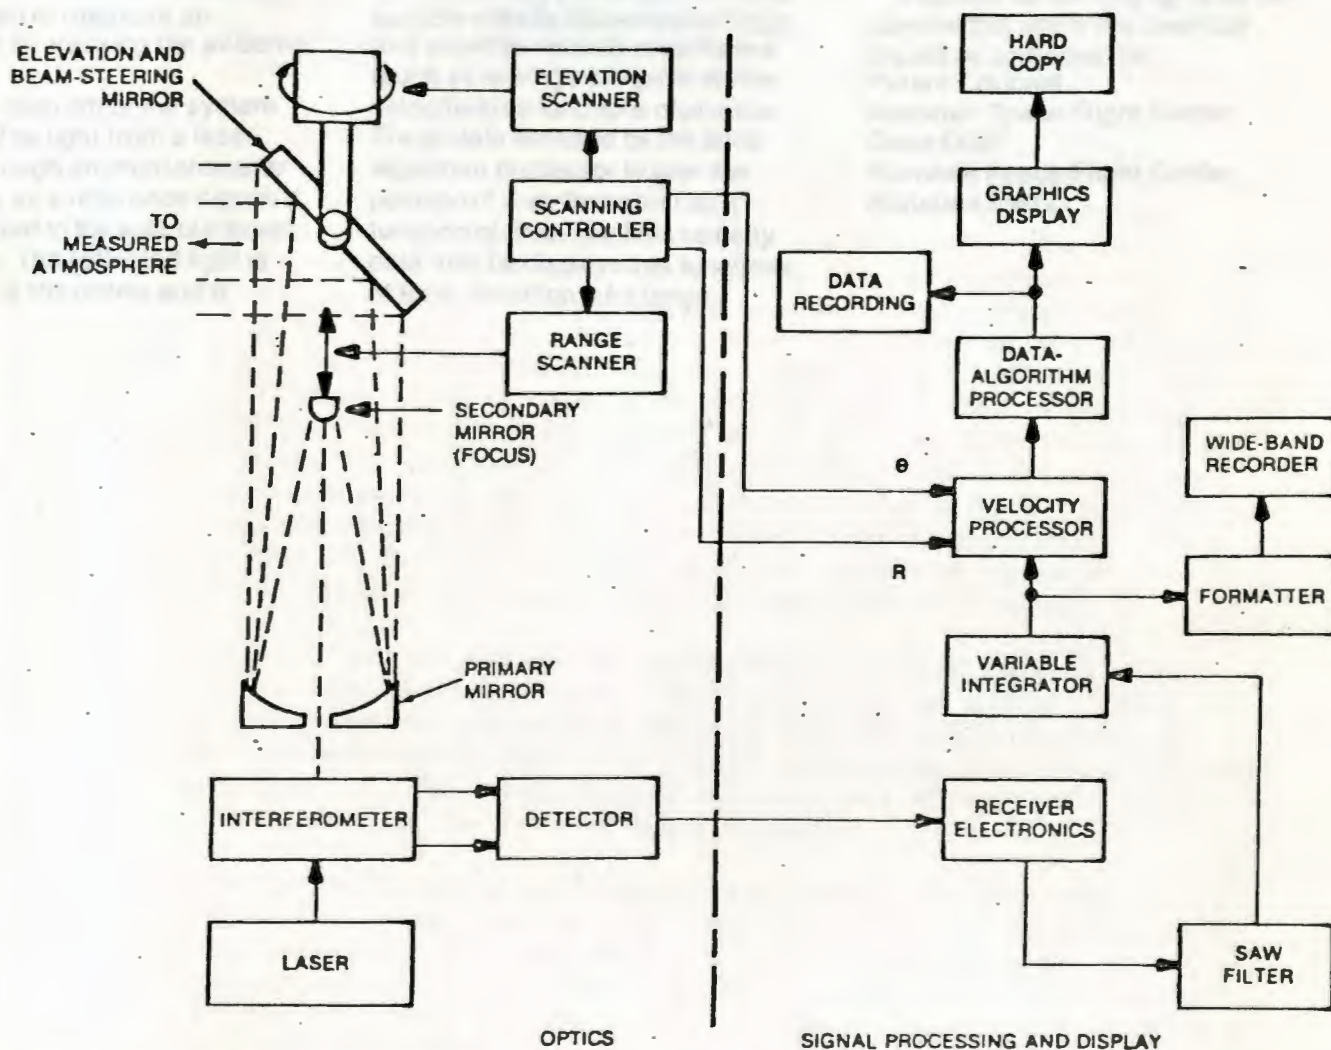 ELEVATION AND
BEAM-STEERING
MIRROR
ELEVATION
SCANNER
HARD
COPY
SCANNING
CONTROLLER
GRAPHICS
DISPLAY
TO
MEASURED
ATMOSPHERE
DATA
RECORDING
RANGE
SCANNER
DATA-
ALGORITHM
PROCESSOR
SECONDARY
MIRROR
(FOCUS)
WIDE-BAND
RECORDER
θ
VELOCITY
PROCESSOR
R
FORMATTER
VARIABLE
INTEGRATOR
PRIMARY
MIRROR
INTERFEROMETER
DETECTOR
RECEIVER
ELECTRONICS
LASER
SAW
FILTER
OPTICS
SIGNAL PROCESSING AND DISPLAY